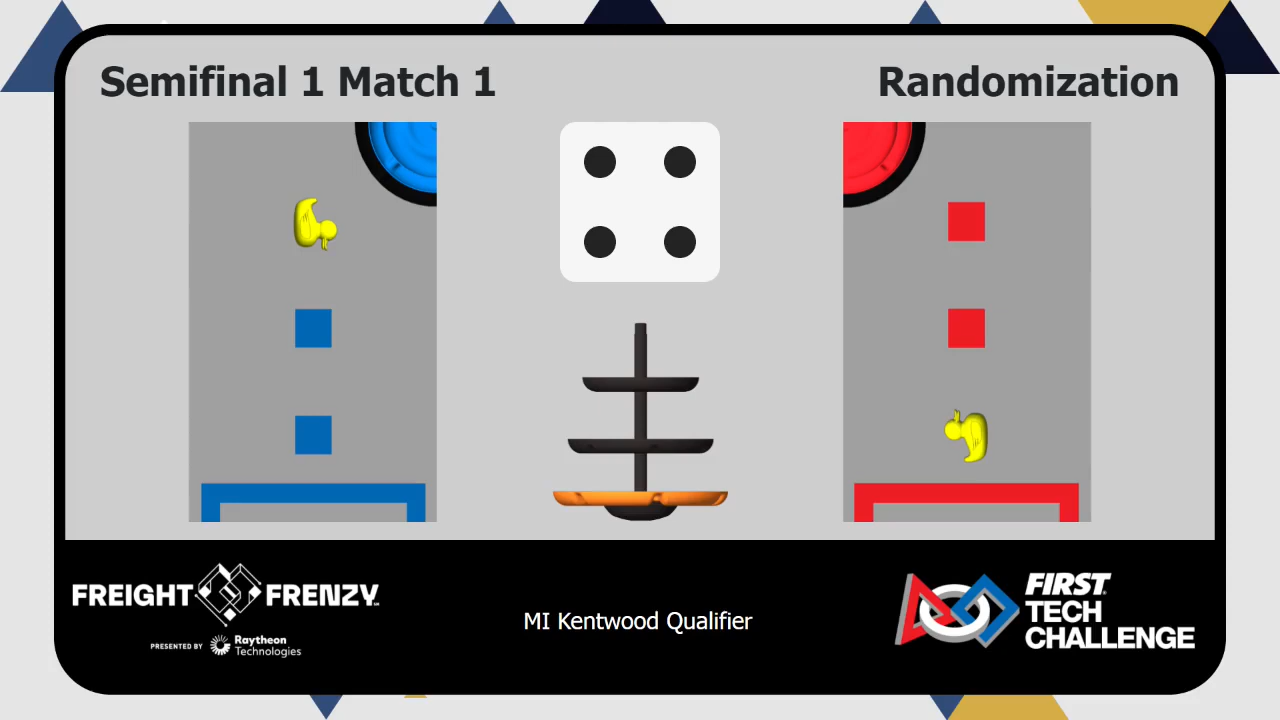 Semifinal 1 Match 1
Randomization
FREIGHT FRENZY
PRESENTED BY Raytheon Technologies
MI Kentwood Qualifier
FIRST
TECH
CHALLENGE